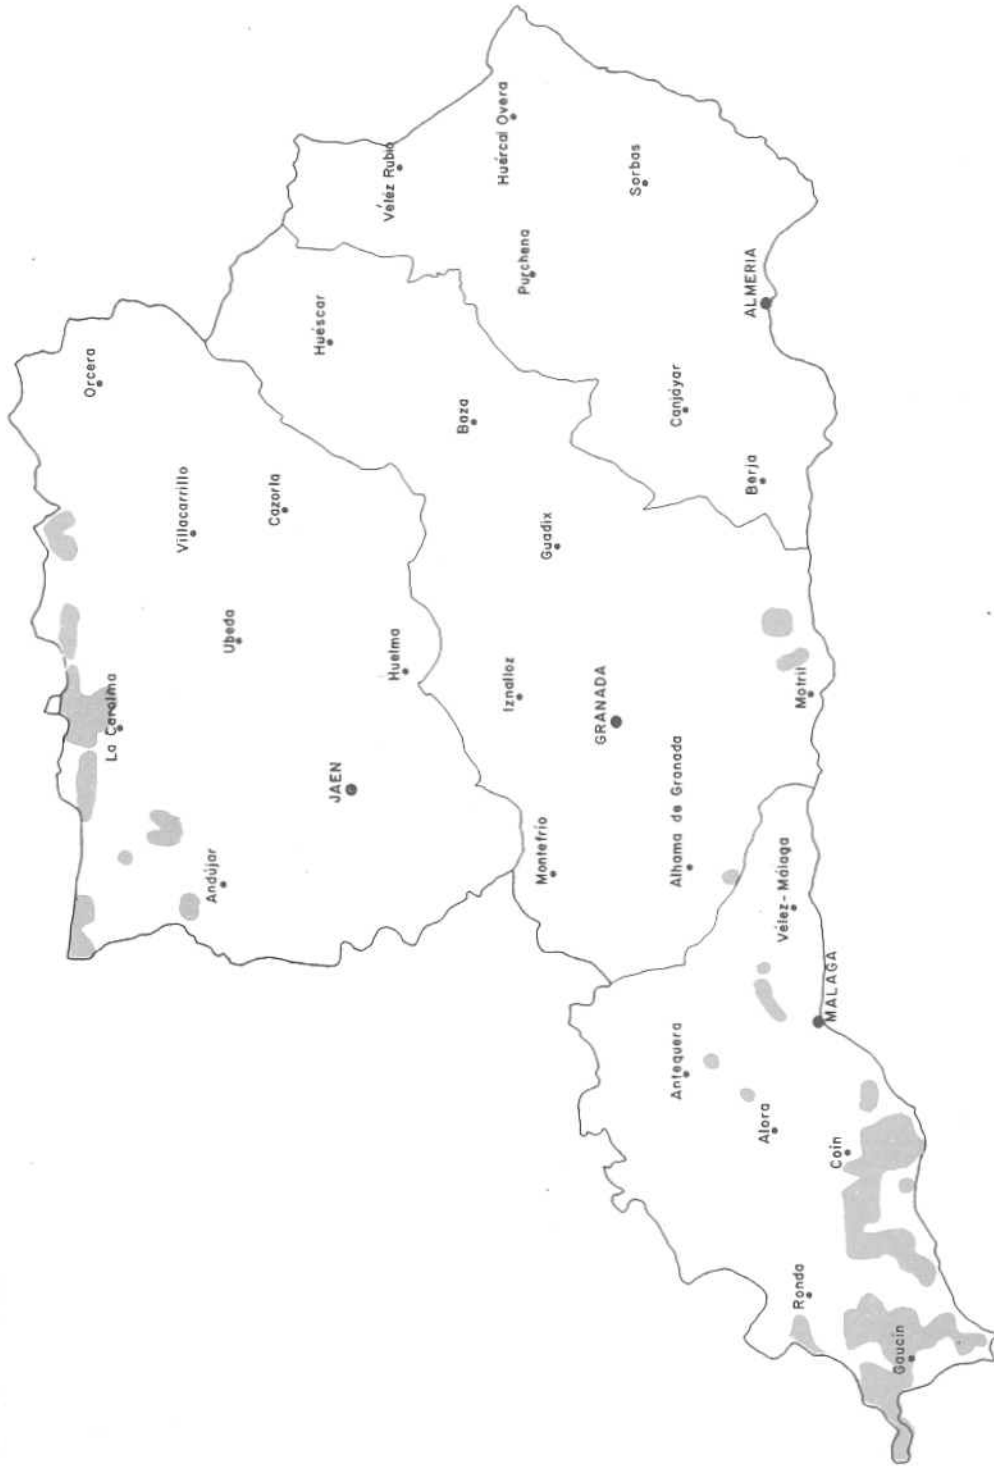 Orcera
Villacarrillo
Cazorla
Ubeda
La Carolina
Huelma
JAEN
Andújar
Huéscar
Baza
Guadix
Iznalloz
GRANADA
Montefrío
Alhama de Granada
Motril
Véléz Rubio
Huércal Overa
Purchena
Sorbas
ALMERIA
Canjáyar
Berja
Vélez-Málaga
MALAGA
Antequera
Alora
Coín
Ronda
Gaucín